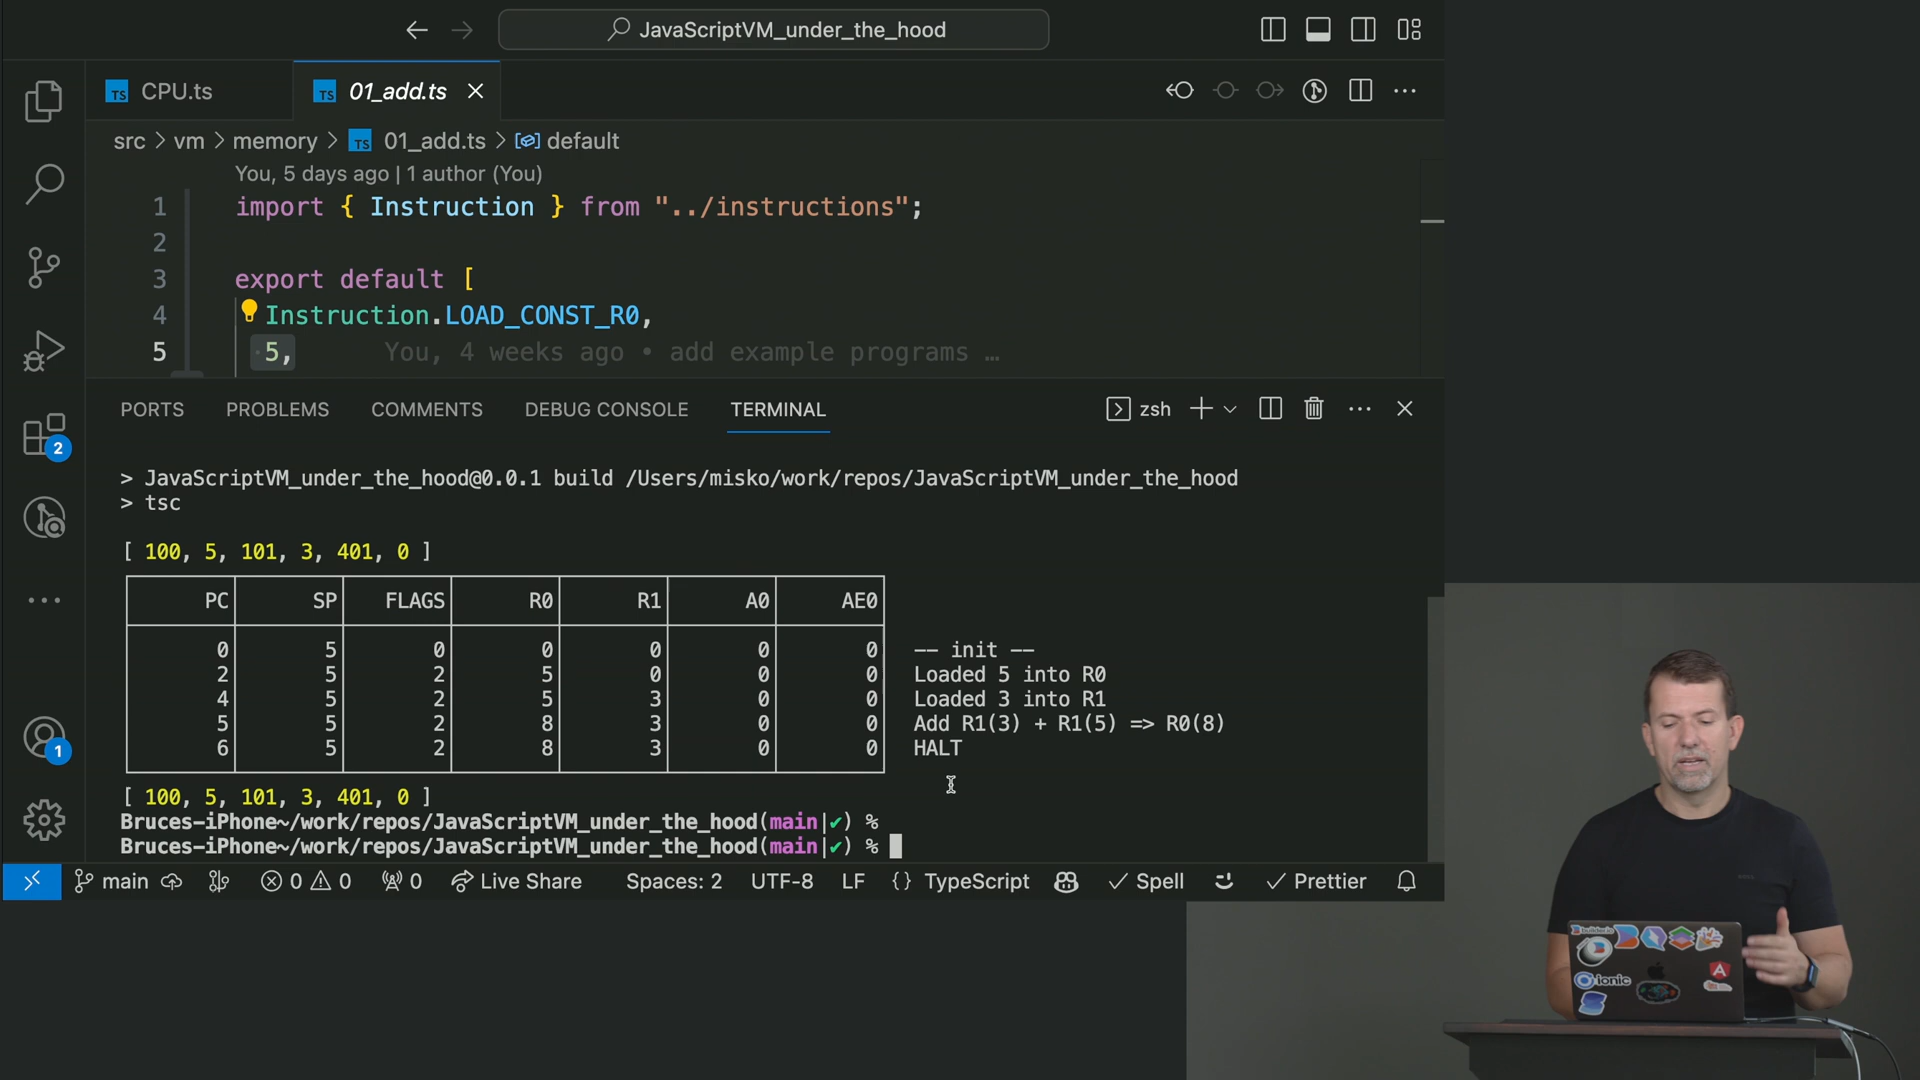 JavaScriptVM_under_the_hood
TS CPU.ts
TS 01_add.ts
src > vm > memory > TS 01_add.ts > default
You, 5 days ago | 1 author (You)
1 import { Instruction } from "../instructions";
2
3 export default [
4 Instruction.LOAD_CONST_R0,
5 5, You, 4 weeks ago • add example programs …
2
1
PORTS PROBLEMS COMMENTS DEBUG CONSOLE TERMINAL zsh
> JavaScriptVM_under_the_hood@0.0.1 build /Users/misko/work/repos/JavaScriptVM_under_the_hood
> tsc
[ 100, 5, 101, 3, 401, 0 ]
PC SP FLAGS R0 R1 A0 AE0
0 5 0 0 0 0 0 -- init --
2 5 2 5 0 0 0 Loaded 5 into R0
4 5 2 5 3 0 0 Loaded 3 into R1
5 5 2 8 3 0 0 Add R1(3) + R1(5) => R0(8)
6 5 2 8 3 0 0 HALT
[ 100, 5, 101, 3, 401, 0 ]
Bruces-iPhone~/work/repos/JavaScriptVM_under_the_hood(main|✔) %
Bruces-iPhone~/work/repos/JavaScriptVM_under_the_hood(main|✔) %
main 0 0 0 Live Share Spaces: 2 UTF-8 LF {} TypeScript Spell Prettier
builder.io
ionic
A